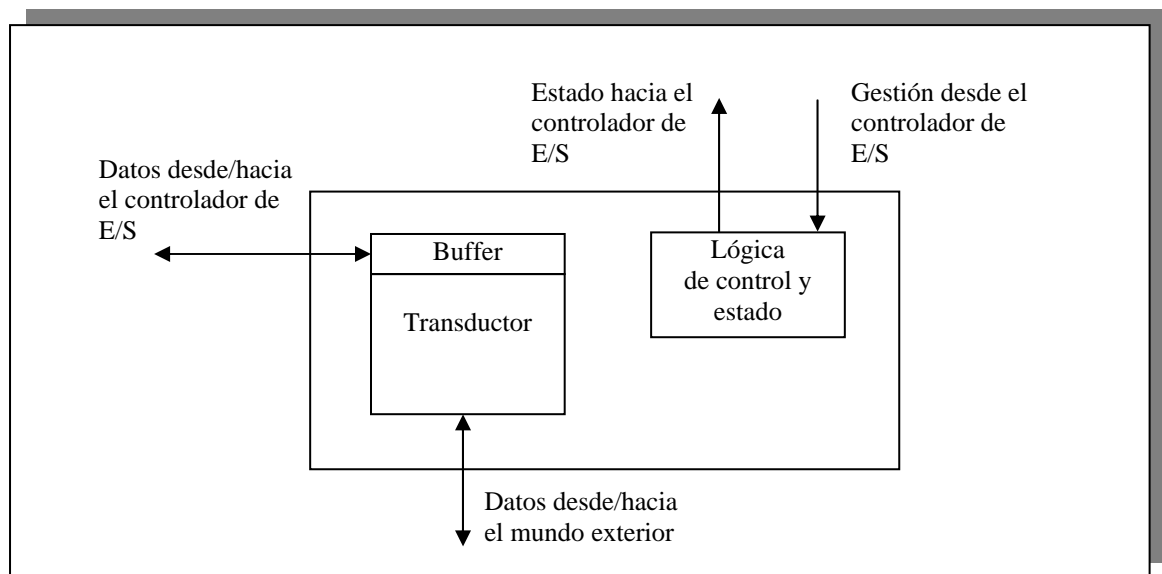 Estado hacia el
controlador de
E/S
Gestión desde el
controlador de
E/S
Datos desde/hacia
el controlador de
E/S
Buffer
Transductor
Lógica
de control y
estado
Datos desde/hacia
el mundo exterior